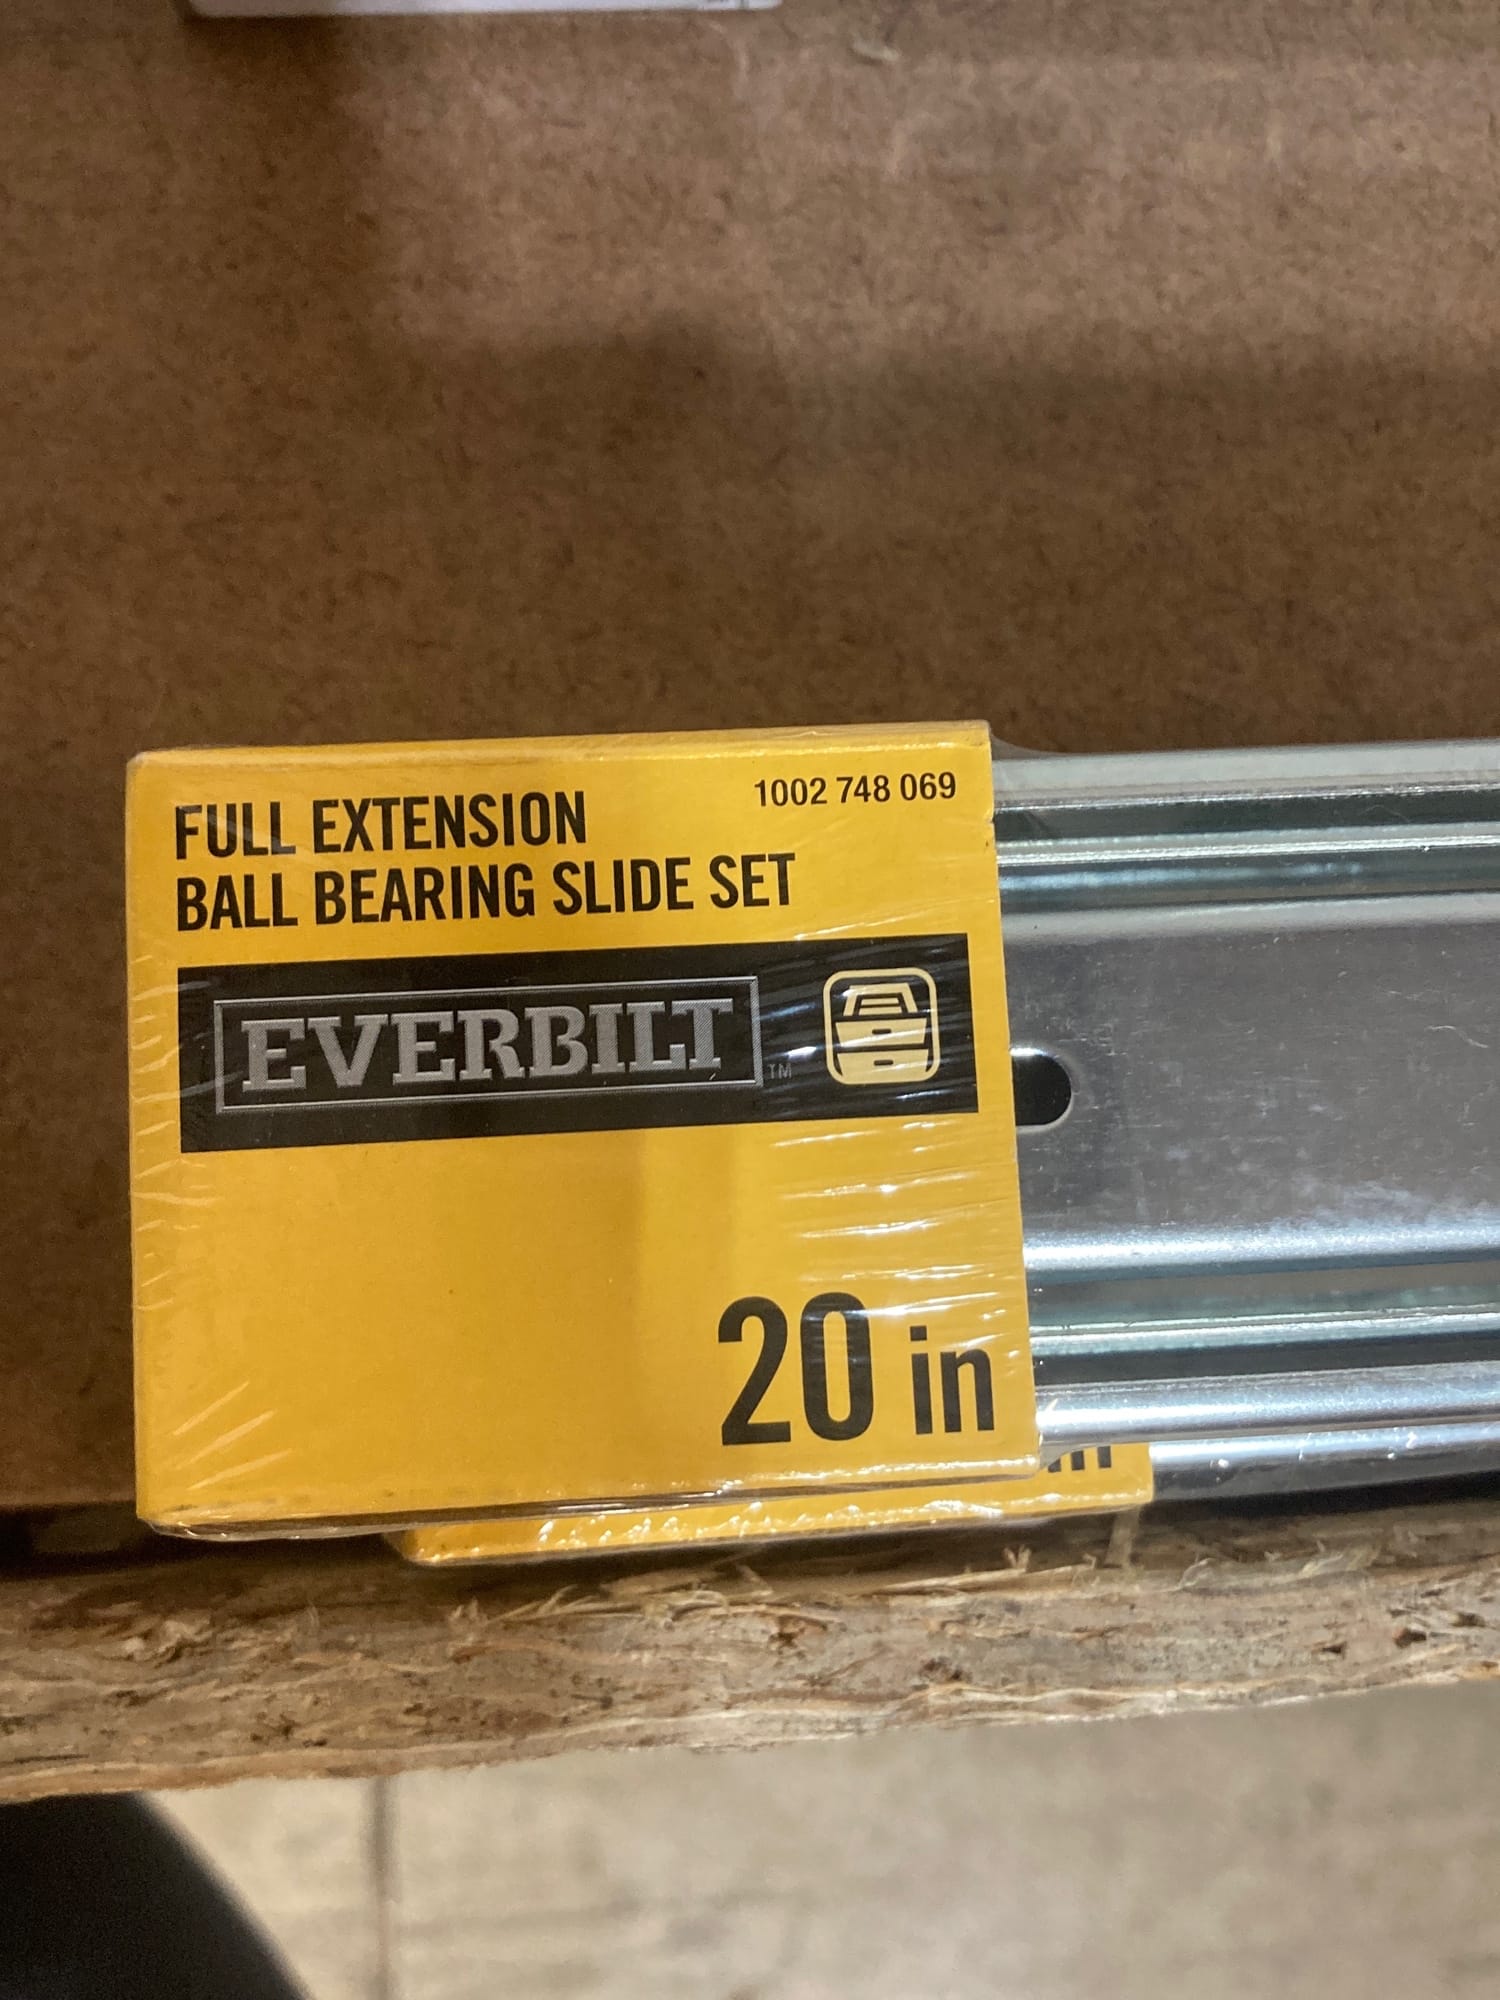 FULL EXTENSION
BALL BEARING SLIDE SET
1002 748 069
EVERBILT
TM
20 in